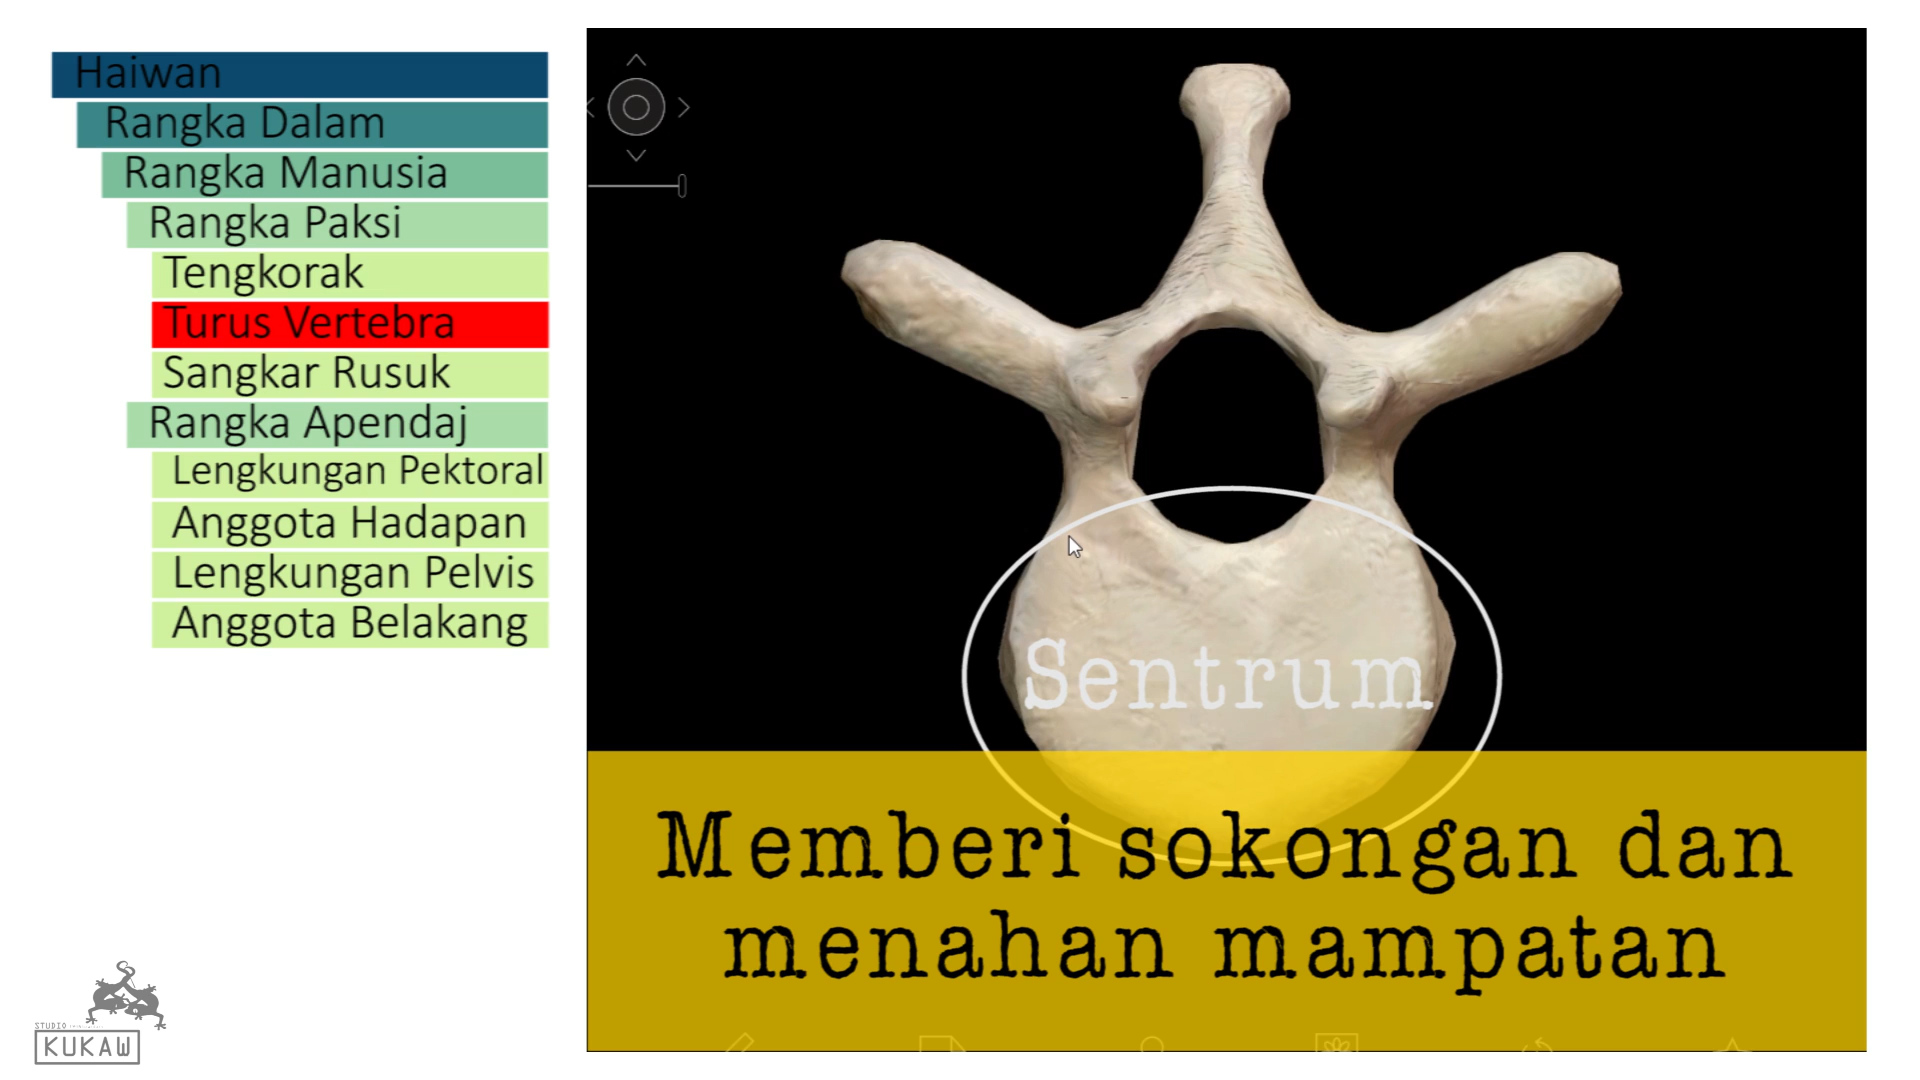 Haiwan
Rangka Dalam
Rangka Manusia
Rangka Paksi
Tengkorak
Turus Vertebra
Sangkar Rusuk
Rangka Apendaj
Lengkungan Pektoral
Anggota Hadapan
Lengkungan Pelvis
Anggota Belakang
Sentrum
Memberi sokongan dan
menahan mampatan
STUDIO
KUKAW